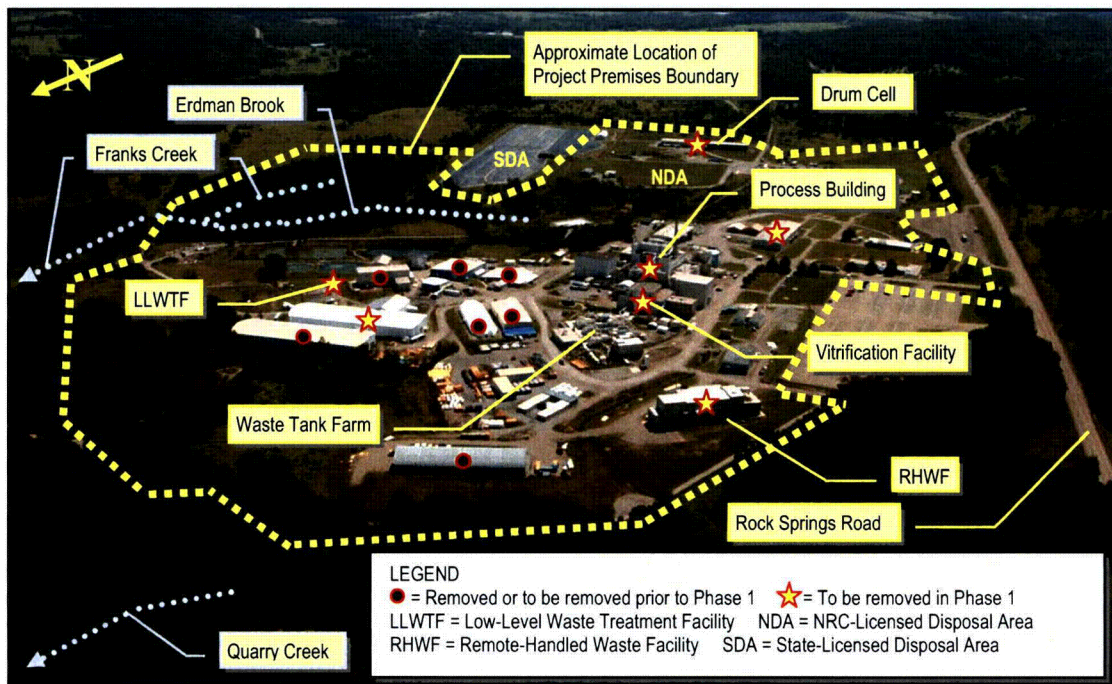 N
Approximate Location of
Project Premises Boundary
Drum Cell
Erdman Brook
Franks Creek
SDA
NDA
Process Building
LLWTF
Vitrification Facility
Waste Tank Farm
RHWF
Rock Springs Road
Quarry Creek
LEGEND
= Removed or to be removed prior to Phase 1 = To be removed in Phase 1
LLWTF = Low-Level Waste Treatment Facility NDA = NRC-Licensed Disposal Area
RHWF = Remote-Handled Waste Facility SDA = State-Licensed Disposal Area